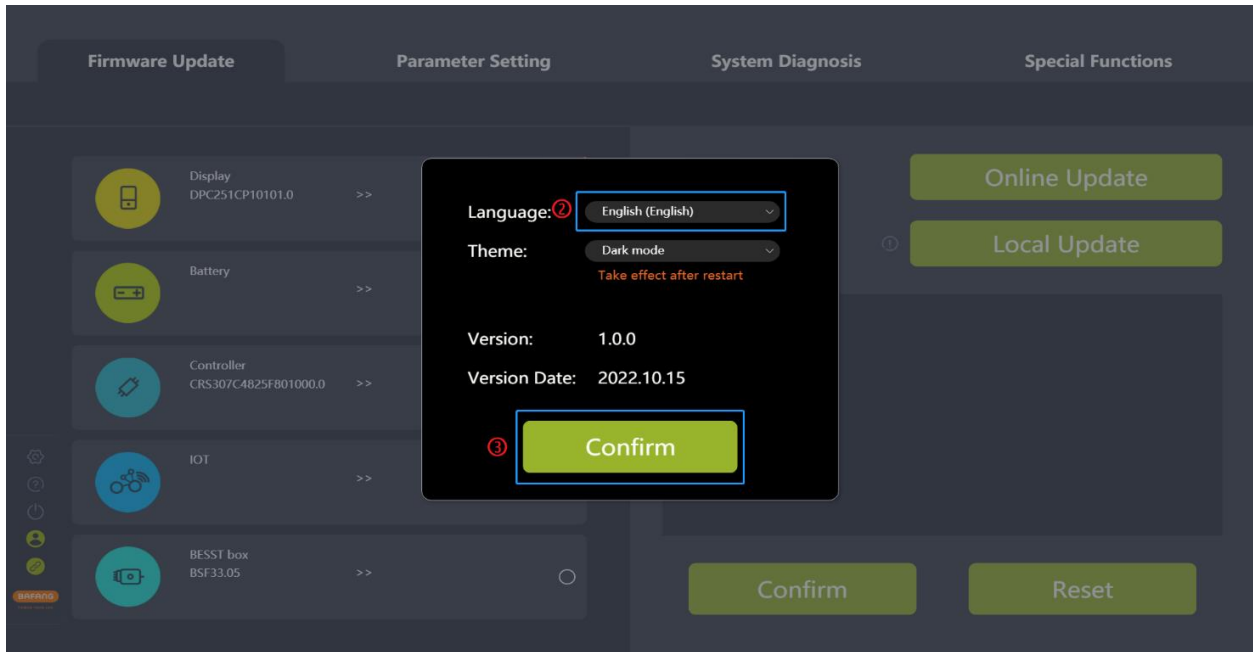 Firmware Update
Parameter Setting
System Diagnosis
Special Functions
Display
DPC251CP10101.0 >>
Battery
>>
Controller
CRS307C4825F801000.0 >>
IOT
>>
BESST box
BSF33.05 >>
Language: ② English (English)
Theme: Dark mode
Take effect after restart
Version: 1.0.0
Version Date: 2022.10.15
③ Confirm
Online Update
Local Update
Confirm
Reset
BAFANG